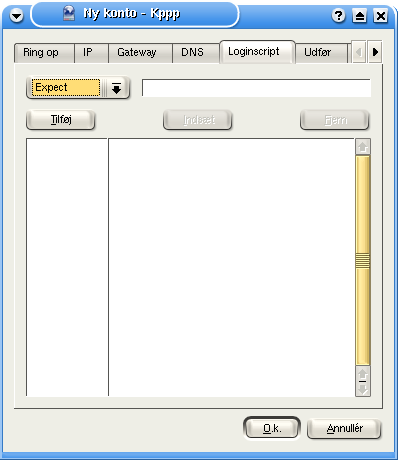 Ny konto - Kppp
Ring op IP Gateway DNS Loginscript Udfør
Expect
Tilføj Indsæt Fjern
O.k. Annullér